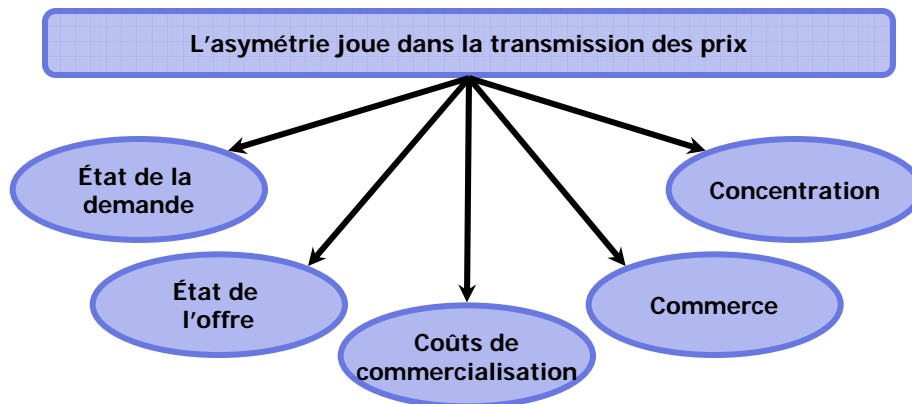 L'asymétrie joue dans la transmission des prix
État de la
demande
Concentration
État de
l'offre
Commerce
Coûts de
commercialisation